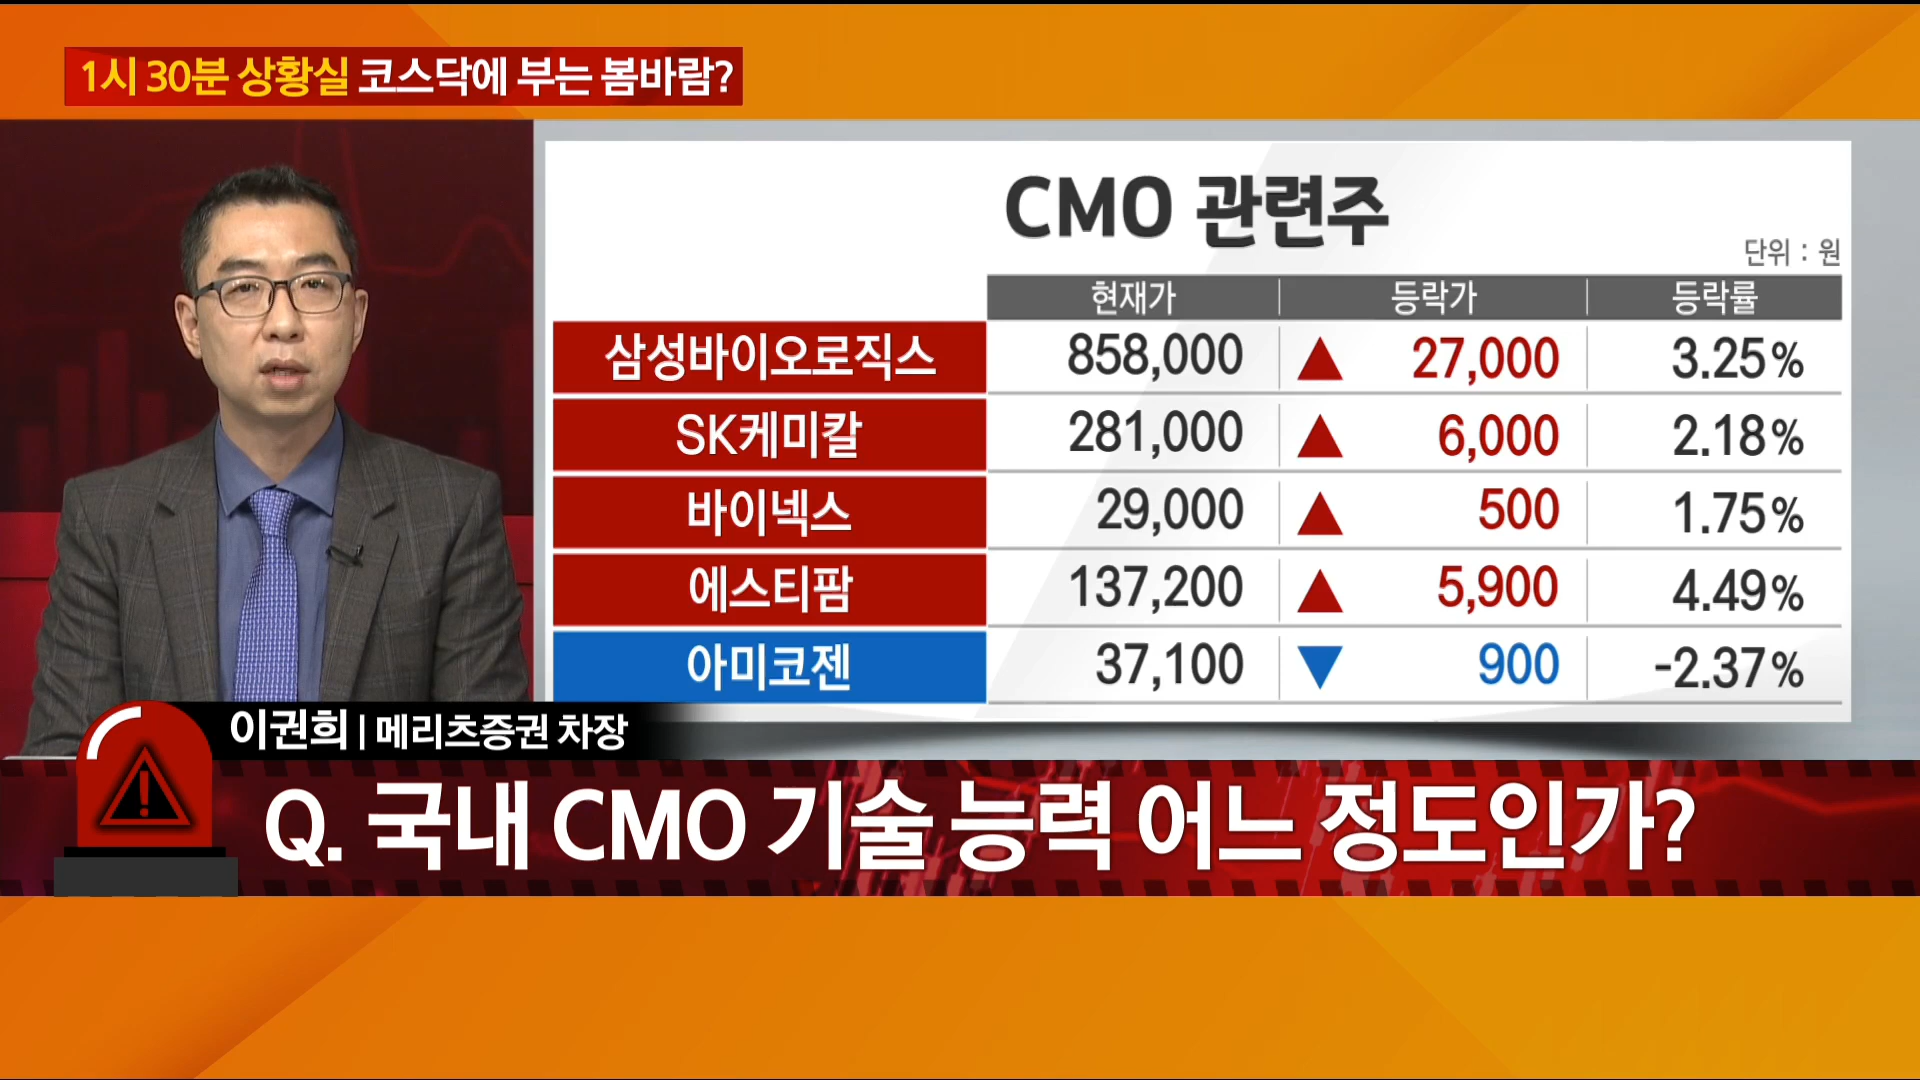 1시 30분 상황실 코스닥에 부는 봄바람?
CMO 관련주
단위 : 원
현재가 등락가 등락률
삼성바이오로직스 858,000 ▲ 27,000 3.25%
SK케미칼 281,000 ▲ 6,000 2.18%
바이넥스 29,000 ▲ 500 1.75%
에스티팜 137,200 ▲ 5,900 4.49%
아미코젠 37,100 ▼ 900 -2.37%
이권희 | 메리츠증권 차장
Q. 국내 CMO 기술 능력 어느 정도인가?